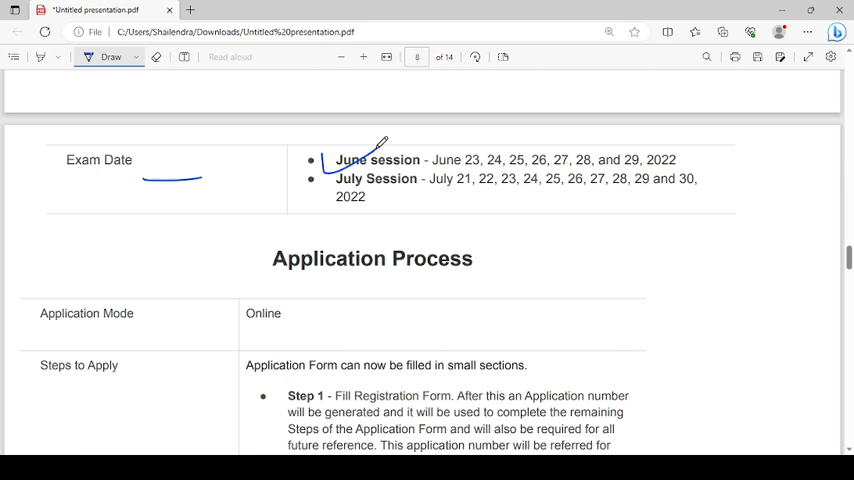 *Untitled presentation.pdf
File
C:/Users/Shailendra/Downloads/Untitled%20presentation.pdf
Draw
Read aloud
8 of 14
Exam Date
● June session - June 23, 24, 25, 26, 27, 28, and 29, 2022
● July Session - July 21, 22, 23, 24, 25, 26, 27, 28, 29 and 30,
2022
Application Process
Application Mode
Online
Steps to Apply
Application Form can now be filled in small sections.
● Step 1 - Fill Registration Form. After this an Application number
will be generated and it will be used to complete the remaining
Steps of the Application Form and will also be required for all
future reference. This application number will be referred for